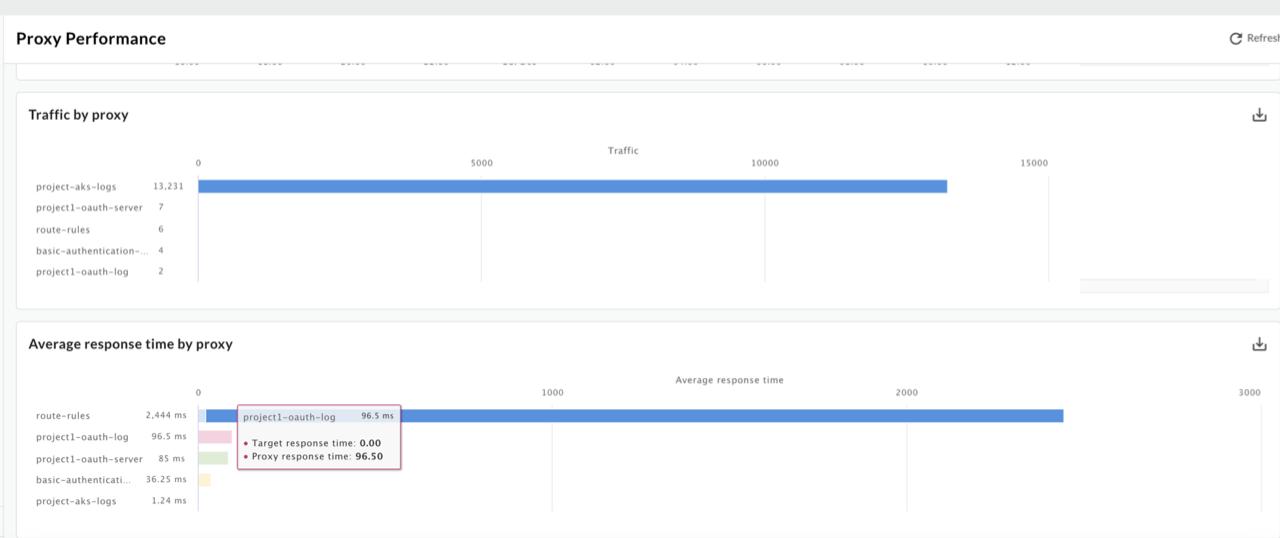 Proxy Performance
Refresh
Traffic by proxy
Traffic
0 5000 10000 15000
project-aks-logs 13,231
project1-oauth-server 7
route-rules 6
basic-authentication-... 4
project1-oauth-log 2
Average response time by proxy
Average response time
0 1000 2000 3000
route-rules 2,444 ms
project1-oauth-log 96.5 ms
project1-oauth-log 96.5 ms
project1-oauth-server 85 ms
basic-authenticati... 36.25 ms
project-aks-logs 1.24 ms
• Target response time: 0.00
• Proxy response time: 96.50